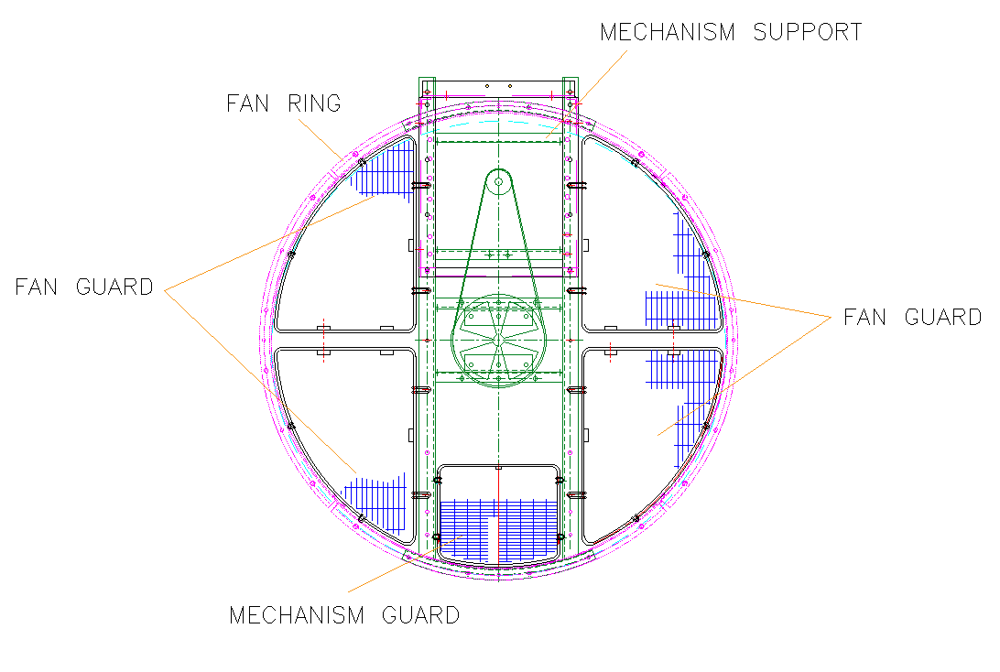 MECHANISM SUPPORT
FAN RING
FAN GUARD
FAN GUARD
MECHANISM GUARD